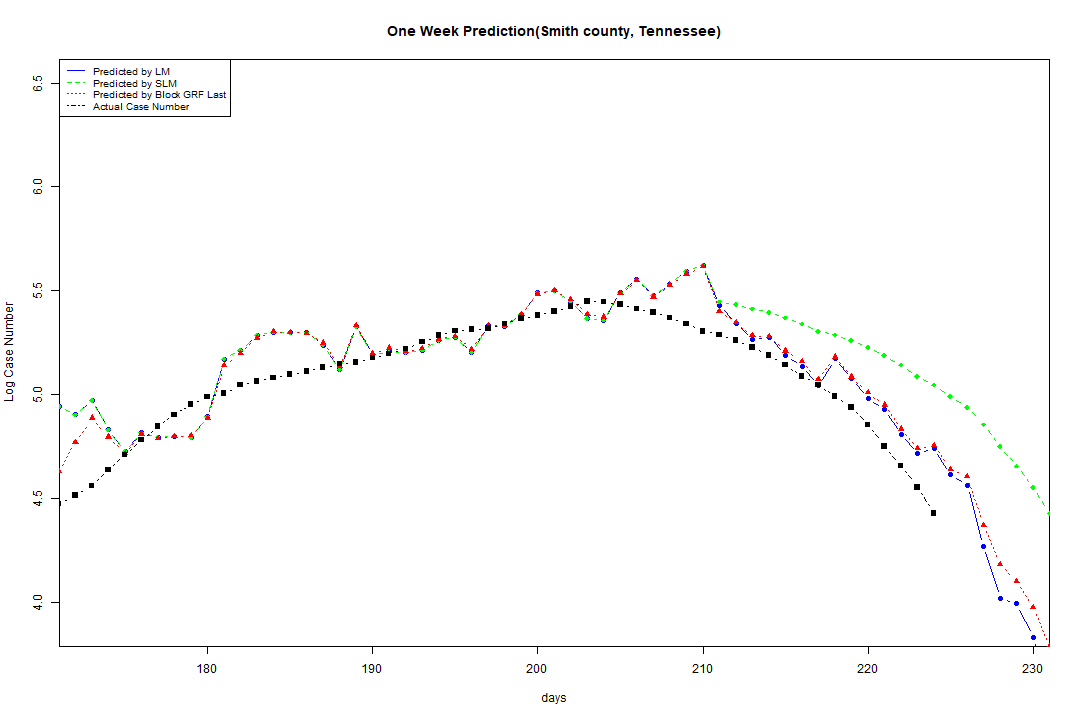 One Week Prediction(Smith county, Tennessee)
Predicted by LM
Predicted by SLM
Predicted by Block GRF Last
Actual Case Number
6.5
6.0
5.5
5.0
4.5
4.0
Log Case Number
180 190 200 210 220 230
days